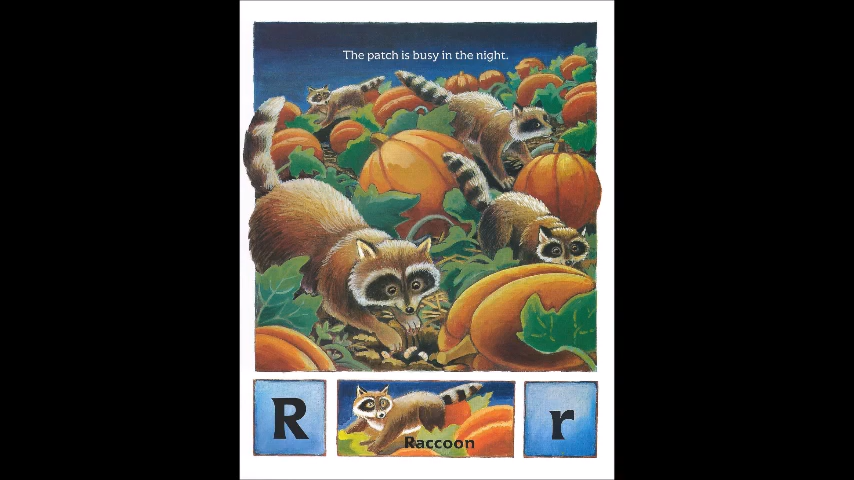 The patch is busy in the night.
R
Raccoon
r